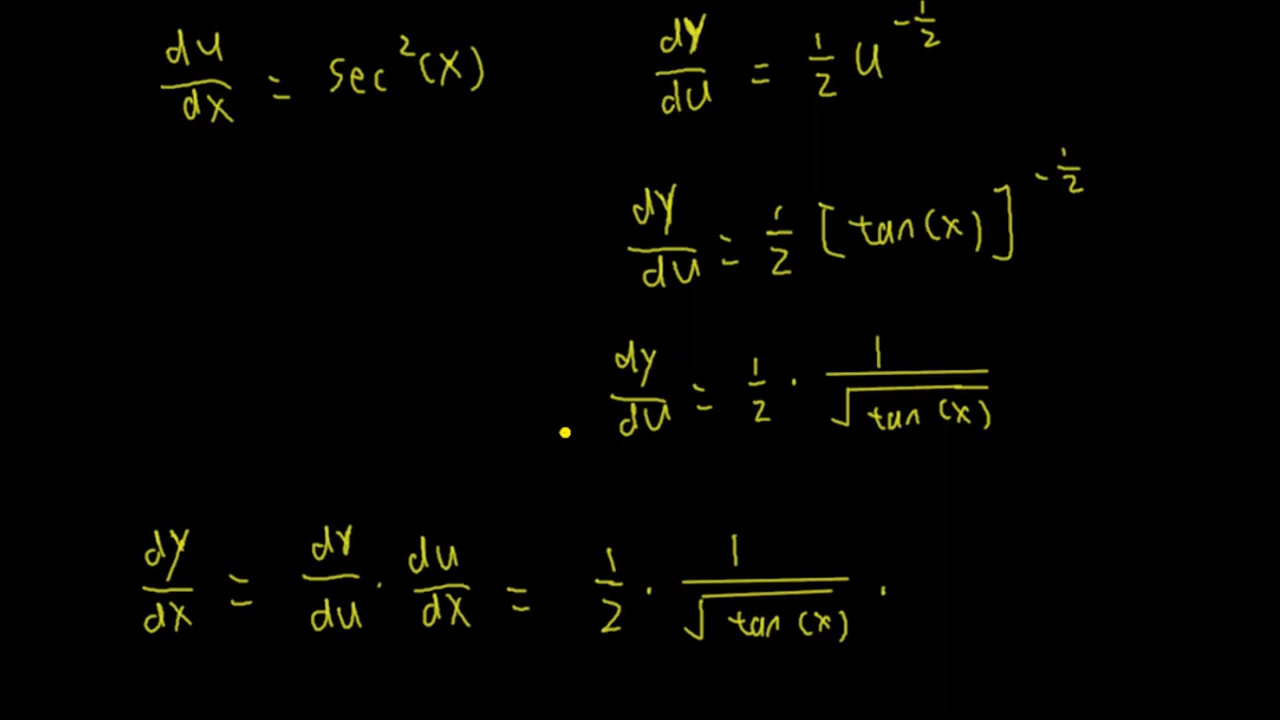 du/dx = sec²(x)
dy/du = 1/2 u^(-1/2)
dy/du = 1/2 [tan(x)]^(-1/2)
dy/du = 1/2 · 1/√tan(x)
dy/dx = dy/du · du/dx = 1/2 · 1/√tan(x) ·